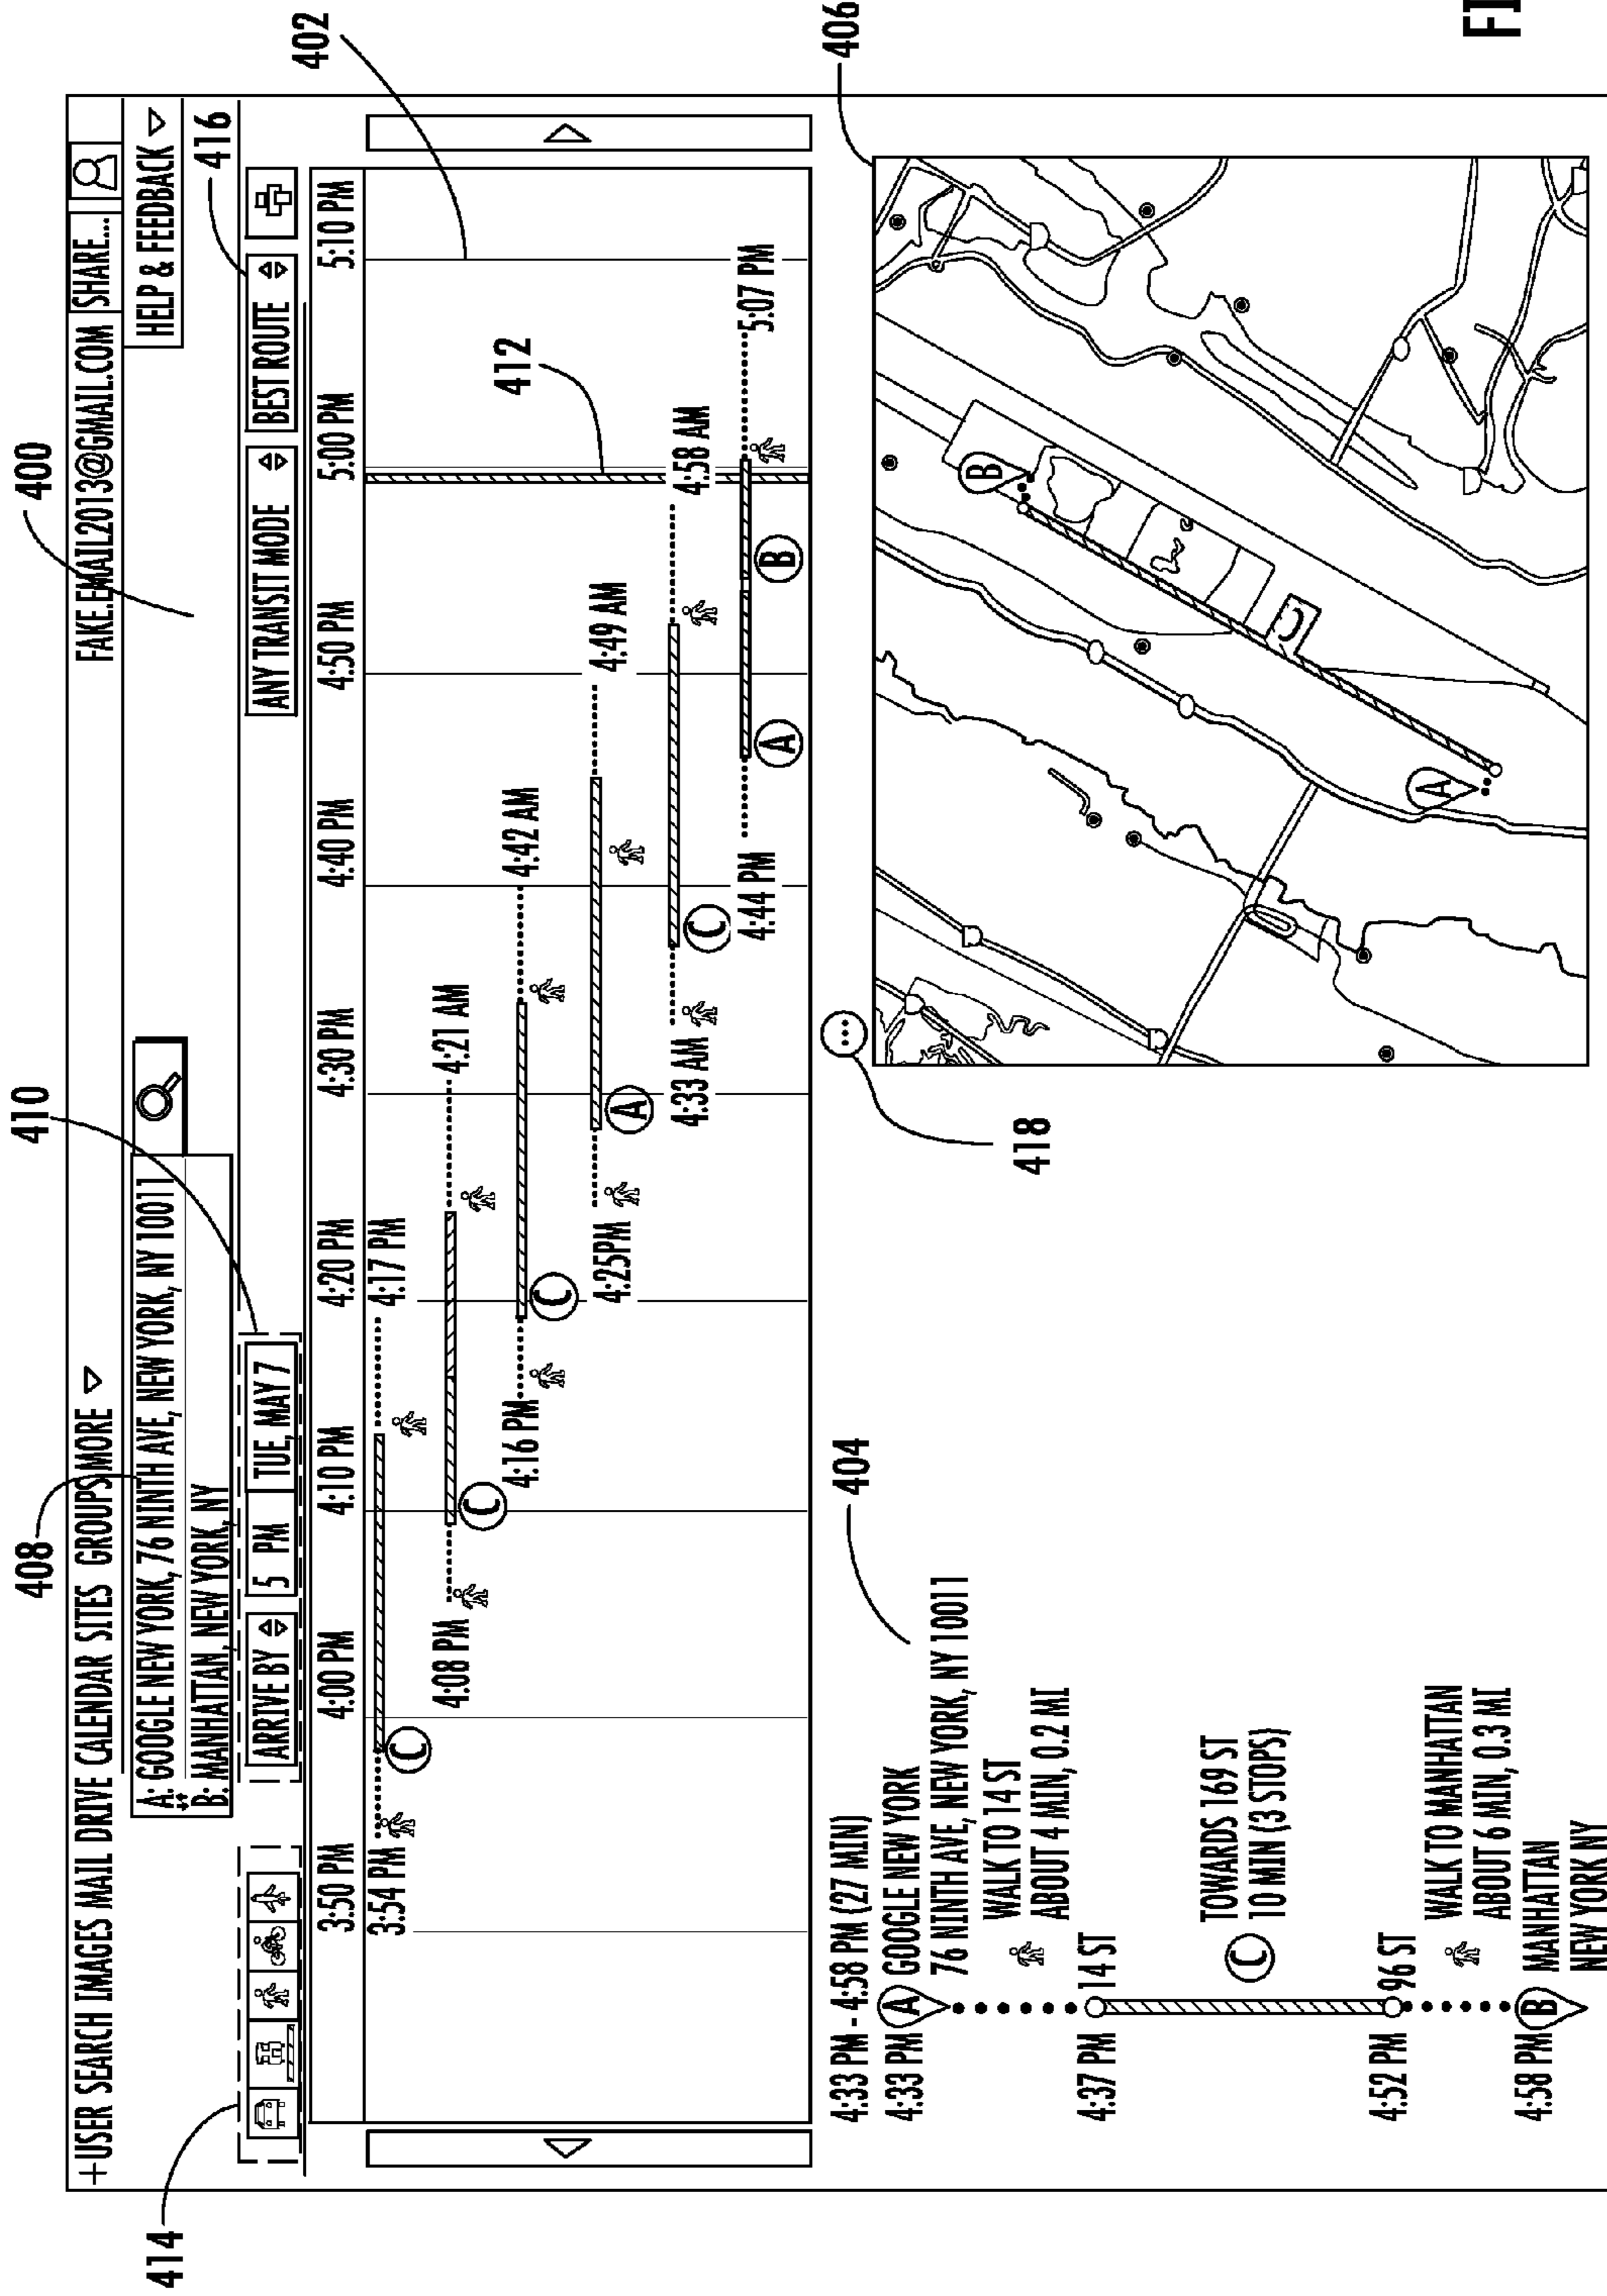 400
+USER SEARCH IMAGES MAIL DRIVE CALENDAR SITES GROUPS MORE
FAKE.EMAIL2013@GMAIL.COM
SHARE...
408
410
A: GOOGLE NEW YORK, 76 NINTH AVE, NEW YORK, NY 10011
B: MANHATTAN, NEW YORK, NY
HELP & FEEDBACK
414
416
ARRIVE BY
5 PM
TUE, MAY 7
ANY TRANSIT MODE
BEST ROUTE
402
3:50 PM
4:00 PM
4:10 PM
4:20 PM
4:30 PM
4:40 PM
4:50 PM
5:00 PM
5:10 PM
3:54 PM
C
4:17 PM
4:08 PM
C
4:21 AM
4:16 PM
C
4:42 AM
412
4:25PM
A
4:49 AM
4:33 AM
C
4:58 AM
4:44 PM
A
B
5:07 PM
404
4:33 PM - 4:58 PM (27 MIN)
4:33 PM
A
GOOGLE NEW YORK
76 NINTH AVE, NEW YORK, NY 10011
WALK TO 14 ST
ABOUT 4 MIN, 0.2 MI
4:37 PM
14 ST
C
TOWARDS 169 ST
10 MIN (3 STOPS)
4:52 PM
96 ST
WALK TO MANHATTAN
ABOUT 6 MIN, 0.3 MI
4:58 PM
B
MANHATTAN
NEW YORK NY
418
406
B
C
A
FI